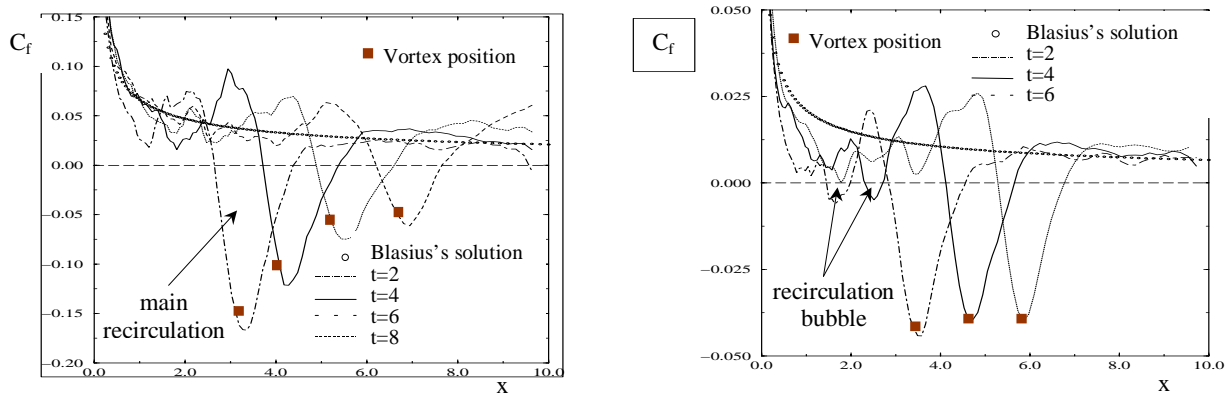 0.15
0.10
0.05
0.00
−0.05
−0.10
−0.15
−0.20
C_f
Vortex position
main
recirculation
Blasius's solution
t=2
t=4
t=6
t=8
0.0 2.0 4.0 6.0 8.0 10.0
x
0.050
0.025
0.000
−0.025
−0.050
C_f
Vortex position
Blasius's solution
t=2
t=4
t=6
recirculation
bubble
0.0 2.0 4.0 6.0 8.0 10.0
x